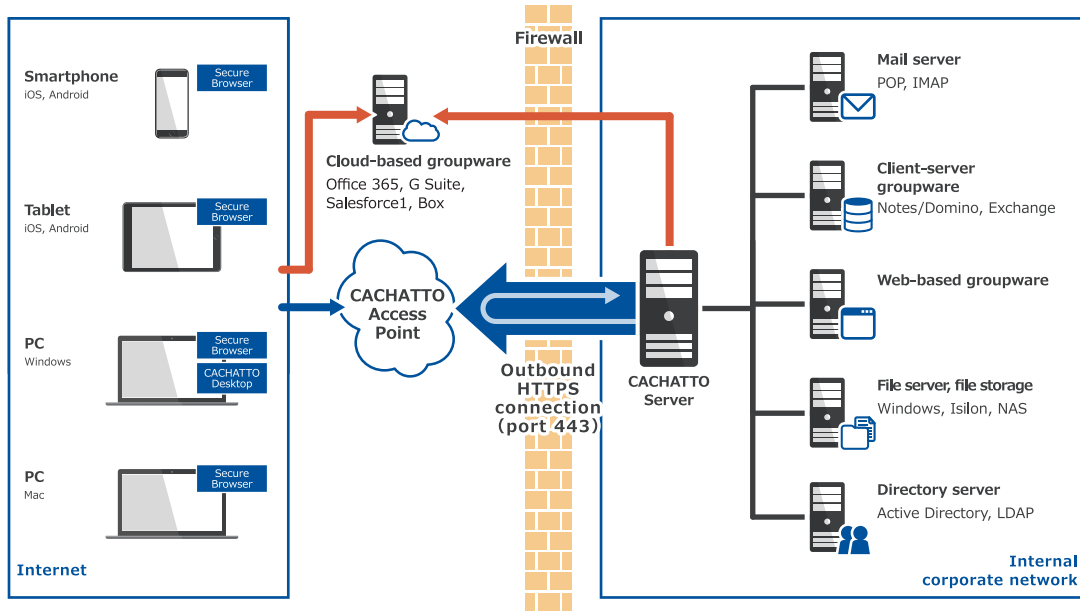 Smartphone
iOS, Android
Secure
Browser
Tablet
iOS, Android
Secure
Browser
PC
Windows
Secure
Browser
CACHATTO
Desktop
PC
Mac
Secure
Browser
Internet
Cloud-based groupware
Office 365, G Suite,
Salesforce1, Box
CACHATTO
Access
Point
Firewall
Outbound
HTTPS
connection
(port 443)
CACHATTO
Server
Mail server
POP, IMAP
Client-server
groupware
Notes/Domino, Exchange
Web-based groupware
File server, file storage
Windows, Isilon, NAS
Directory server
Active Directory, LDAP
Internal
corporate network